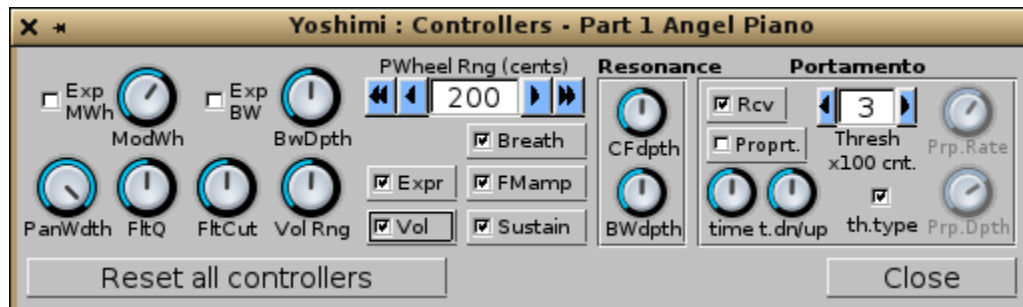 Yoshimi : Controllers - Part 1 Angel Piano
Exp MWh
ModWh
Exp BW
BwDpth
PWheel Rng (cents)
200
Breath
PanWdth
FltQ
FltCut
Vol Rng
Expr
FMamp
Vol
Sustain
Resonance
CFdpth
BWdpth
Portamento
Rcv
3
Proprt.
Thresh
x100 cnt.
Prp.Rate
time
t.dn/up
th.type
Prp.Dpth
Reset all controllers
Close